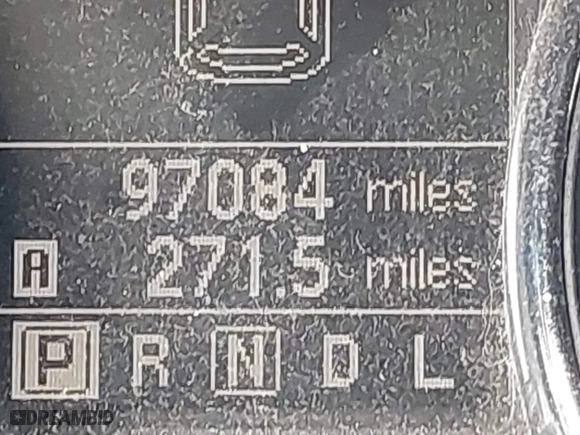 97084 miles
A 271.5 miles
P R N D L
DREAMBID